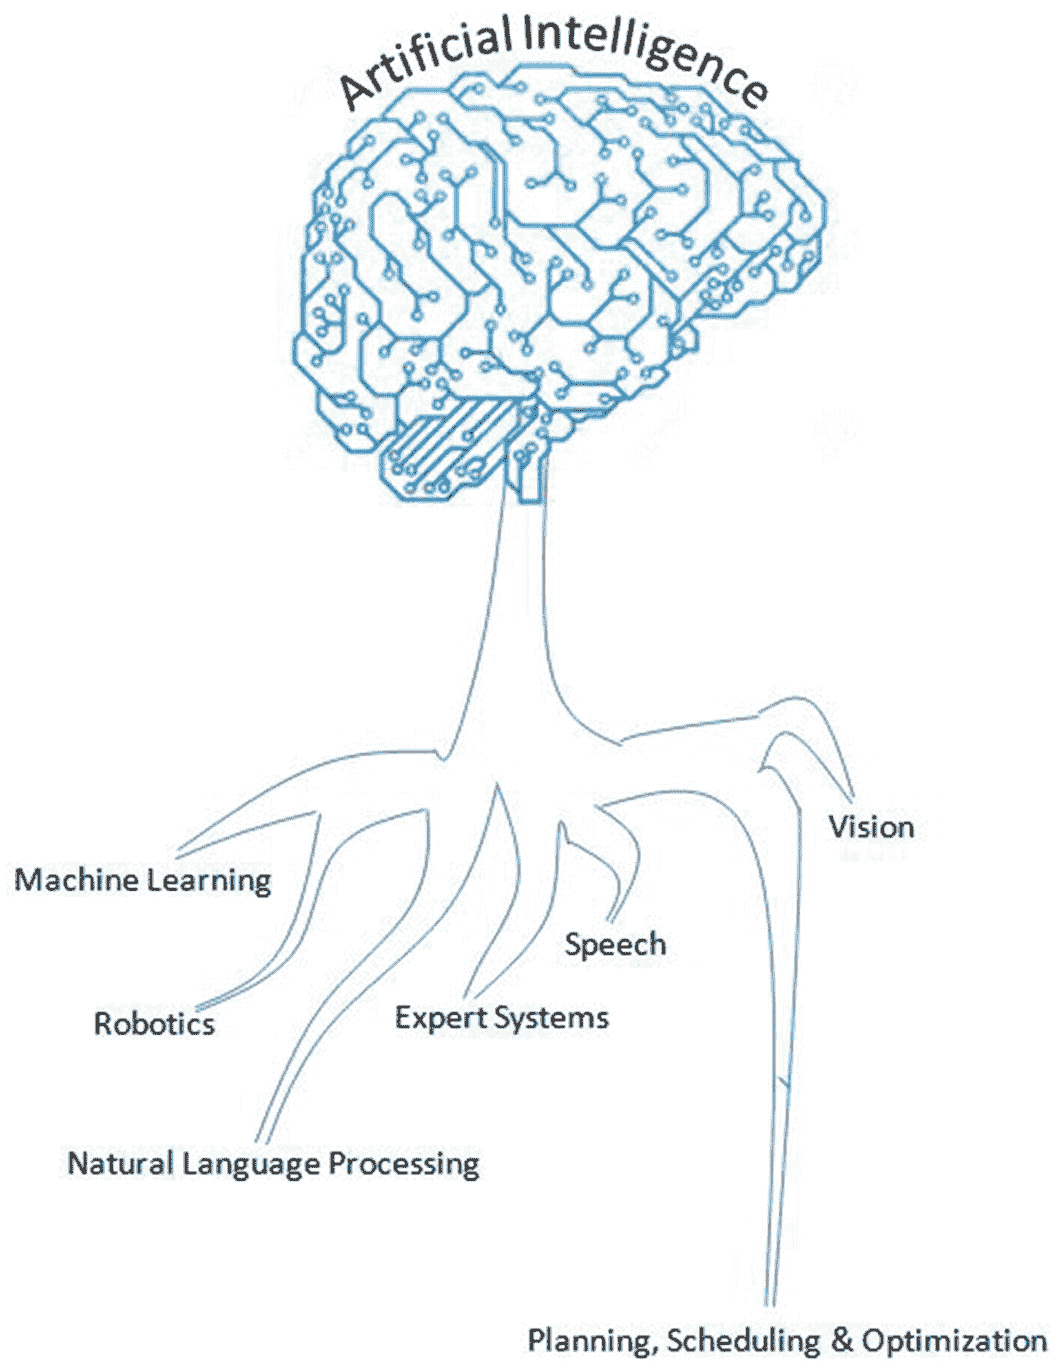 Artificial Intelligence
Vision
Machine Learning
Speech
Robotics
Expert Systems
Natural Language Processing
Planning, Scheduling & Optimization